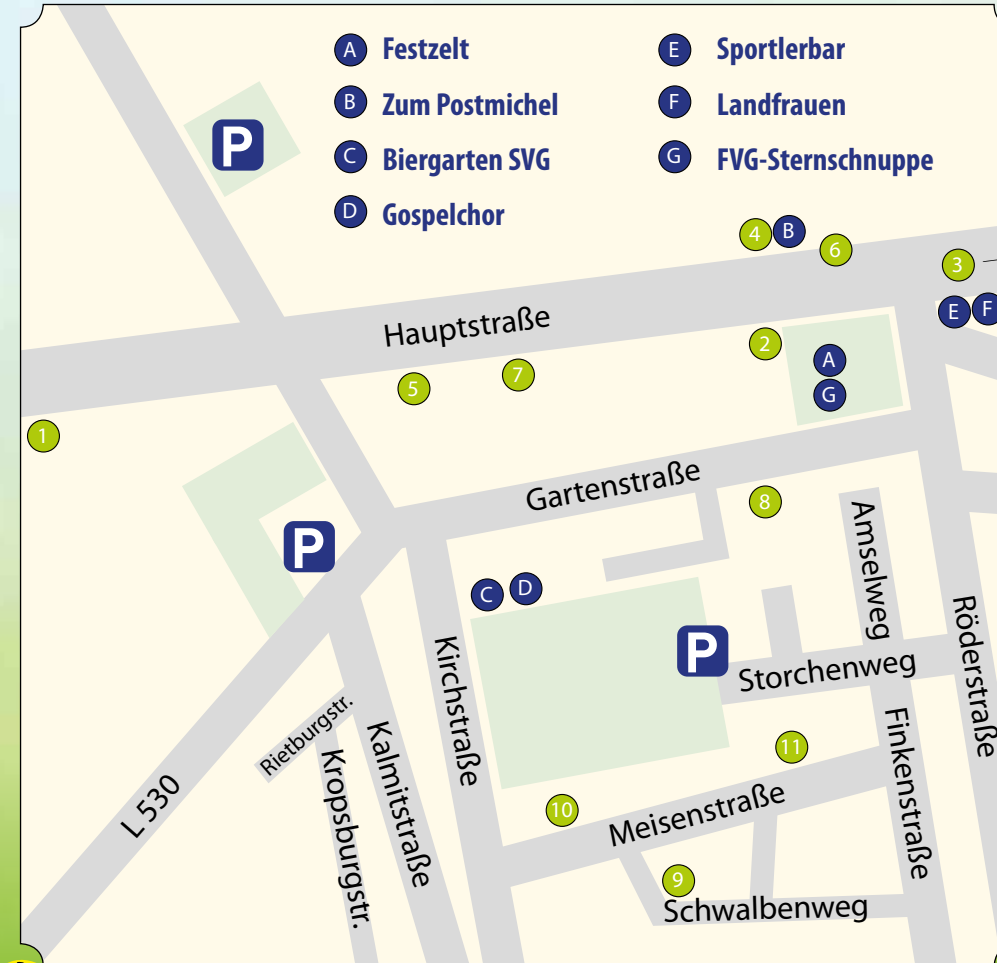 A Festzelt
B Zum Postmichel
C Biergarten SVG
D Gospelchor
E Sportlerbar
F Landfrauen
G FVG-Sternschnuppe
P
4
B
6
3
E
F
Hauptstraße
2
A
G
7
5
1
Gartenstraße
8
P
C
D
Amselweg
P
Storchenweg
Röderstraße
Kirchstraße
Rietburgstr.
Kalmitstraße
Kropsburgstr.
L 530
Finkenstraße
11
10
Meisenstraße
9
Schwalbenweg